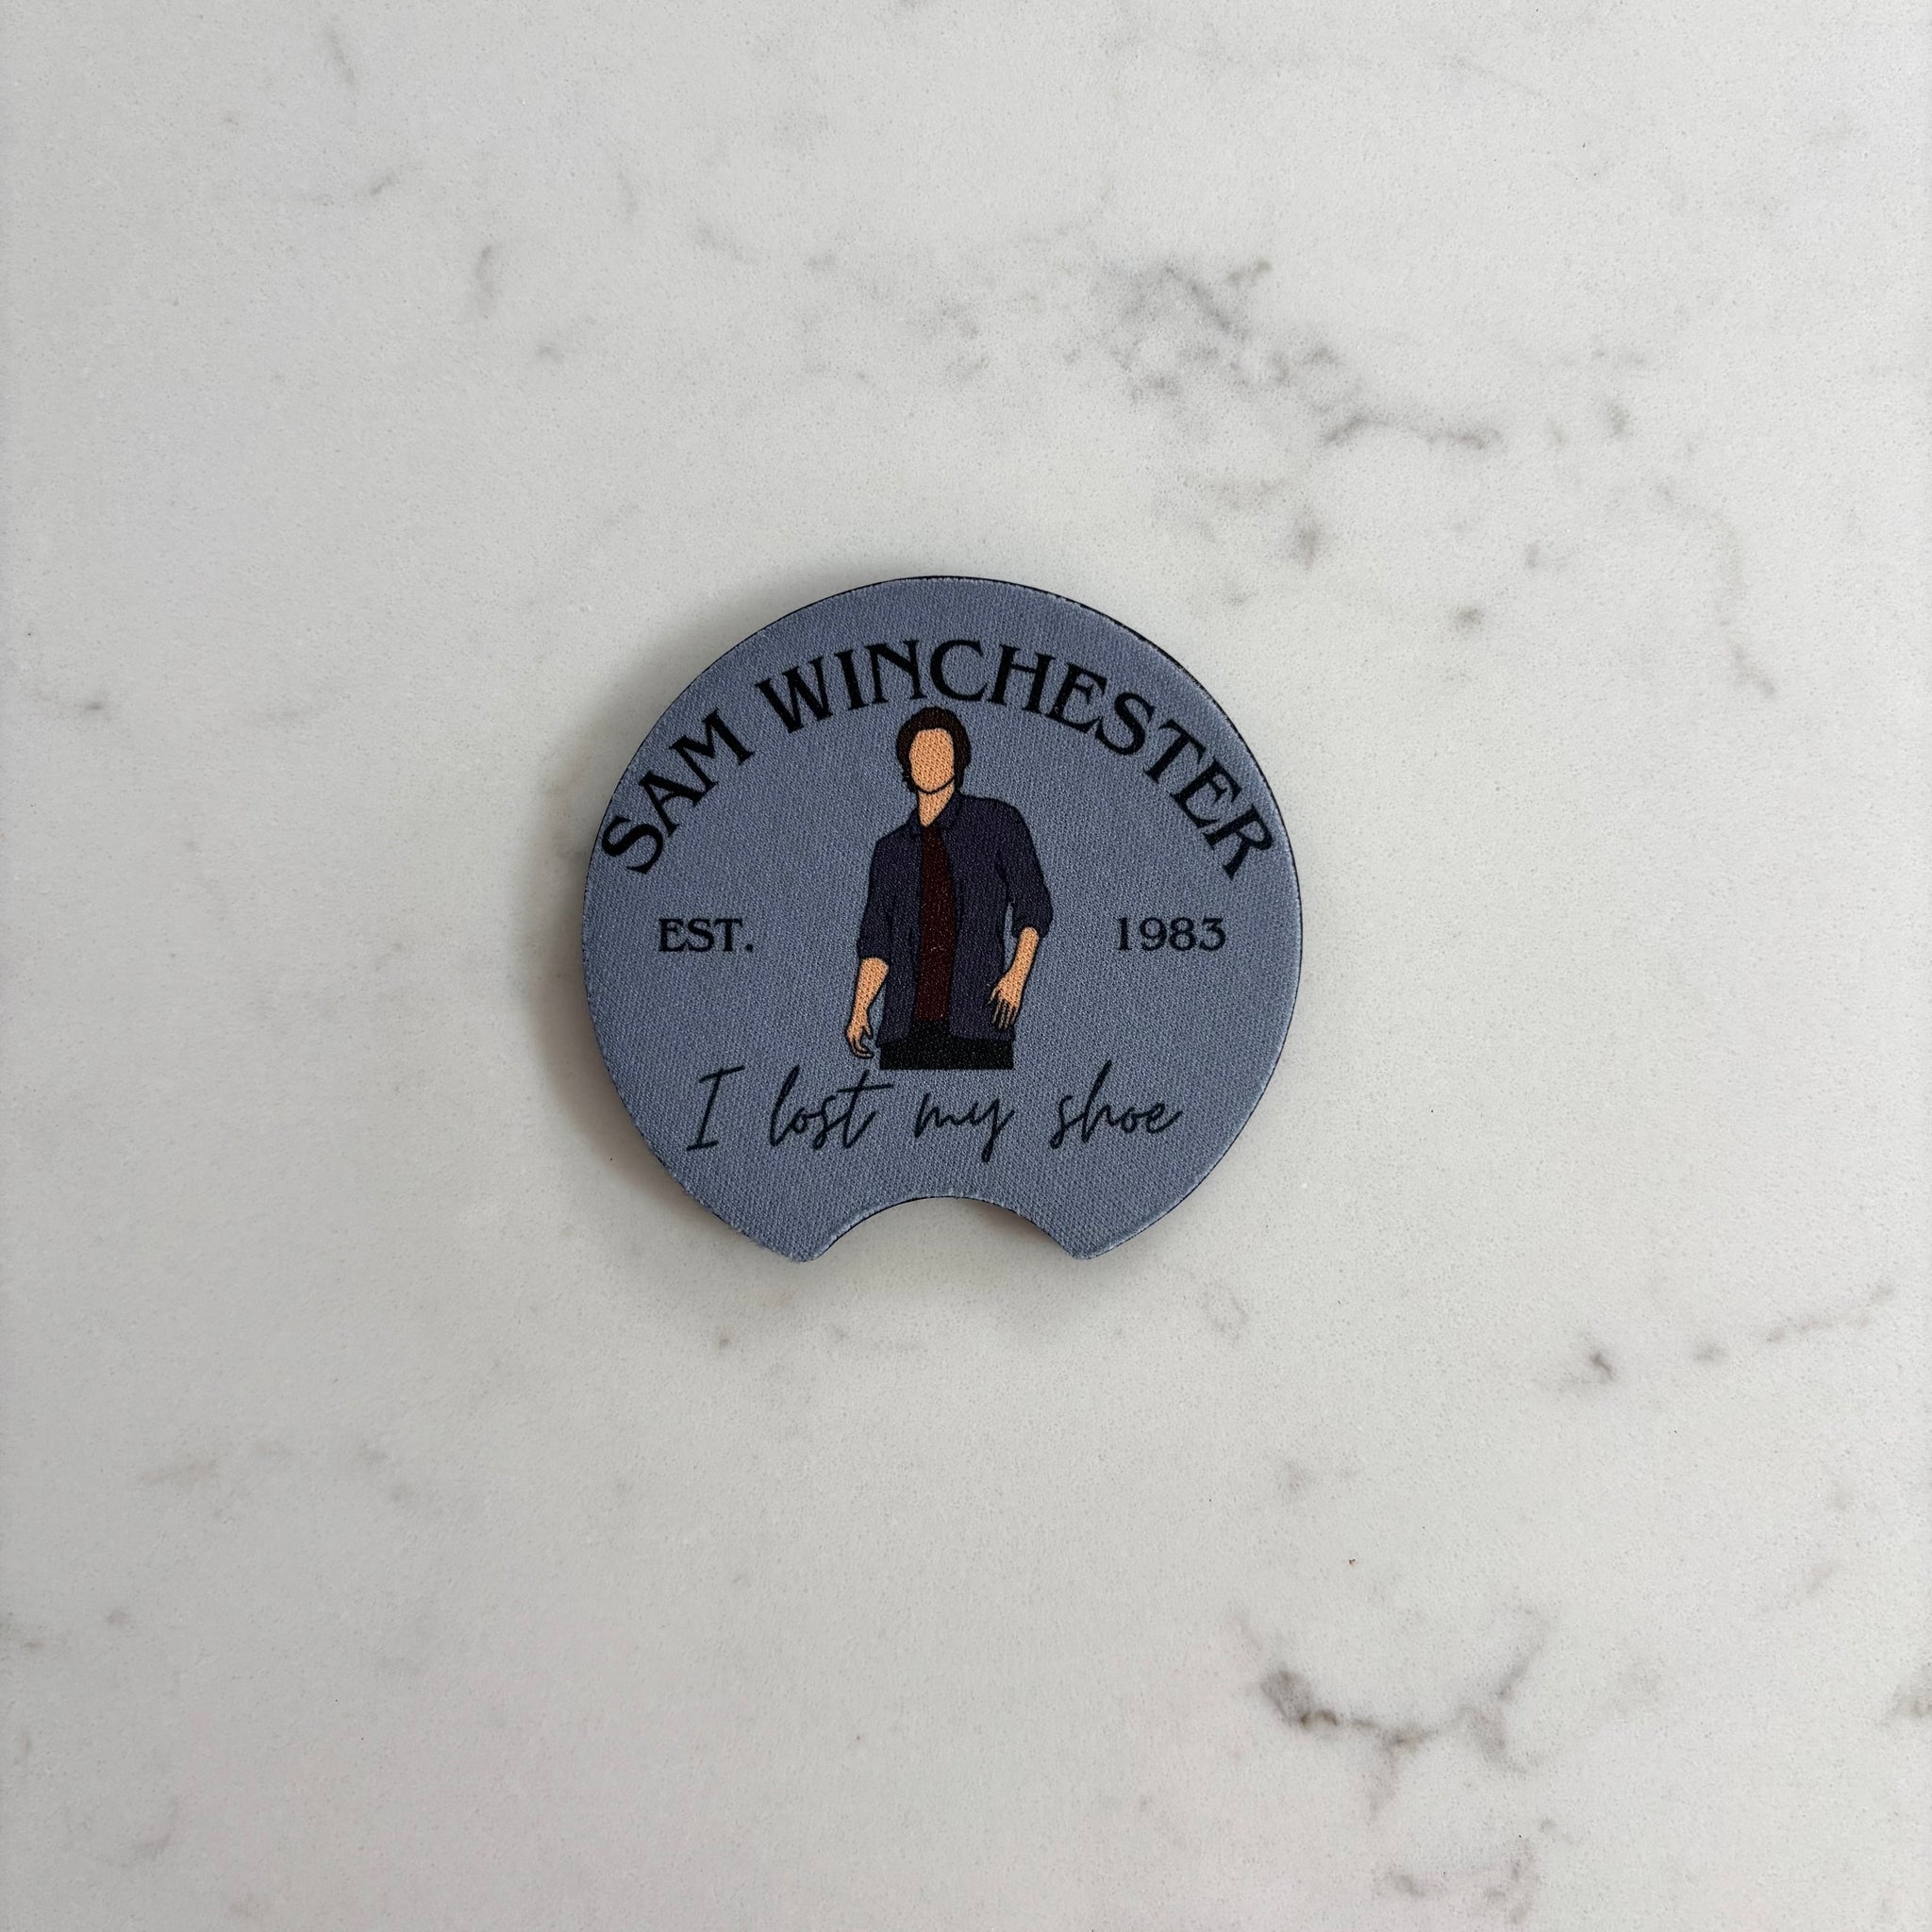 SAM WINCHESTER
EST. 1983
I lost my shoe